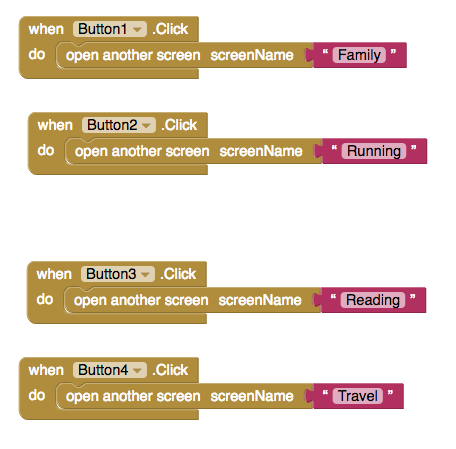 when Button1 .Click
do open another screen screenName “ Family ”
when Button2 .Click
do open another screen screenName “ Running ”
when Button3 .Click
do open another screen screenName “ Reading ”
when Button4 .Click
do open another screen screenName “ Travel ”